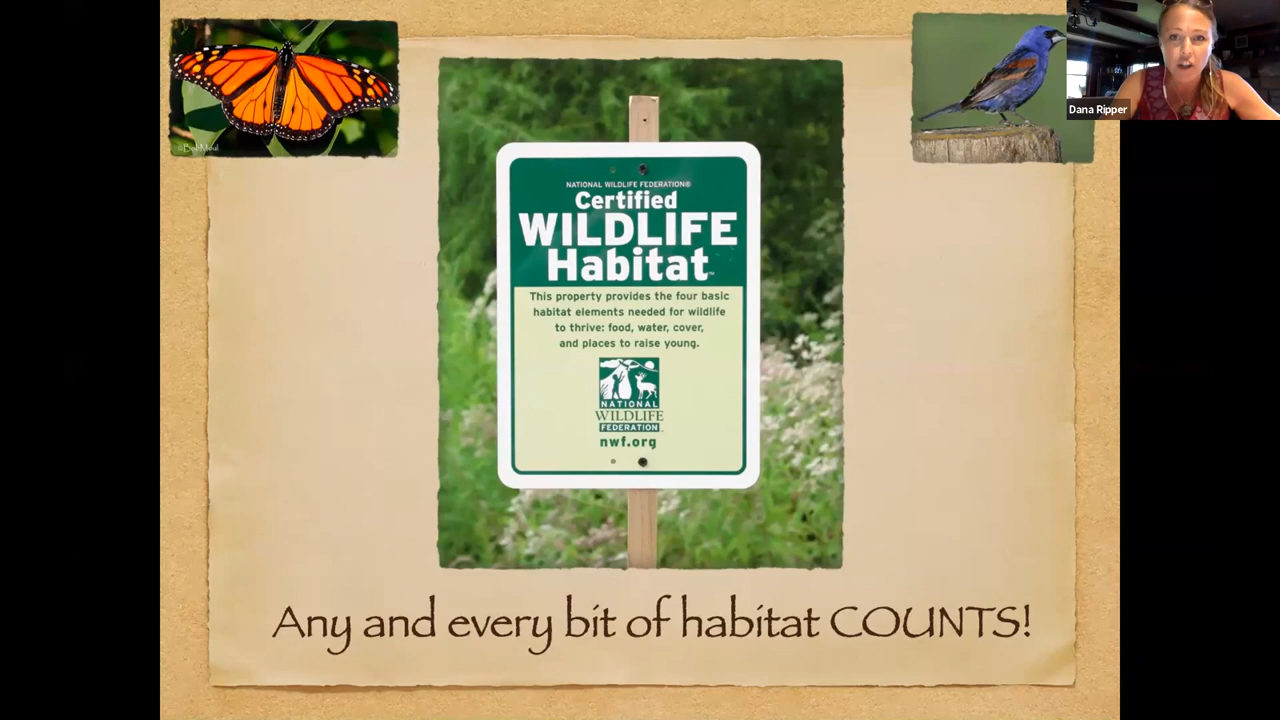 ©Bob Moul
Dana Ripper
NATIONAL WILDLIFE FEDERATION®
Certified
WILDLIFE
Habitat
This property provides the four basic
habitat elements needed for wildlife
to thrive: food, water, cover,
and places to raise young.
NATIONAL
WILDLIFE
FEDERATION
nwf.org
Any and every bit of habitat COUNTS!